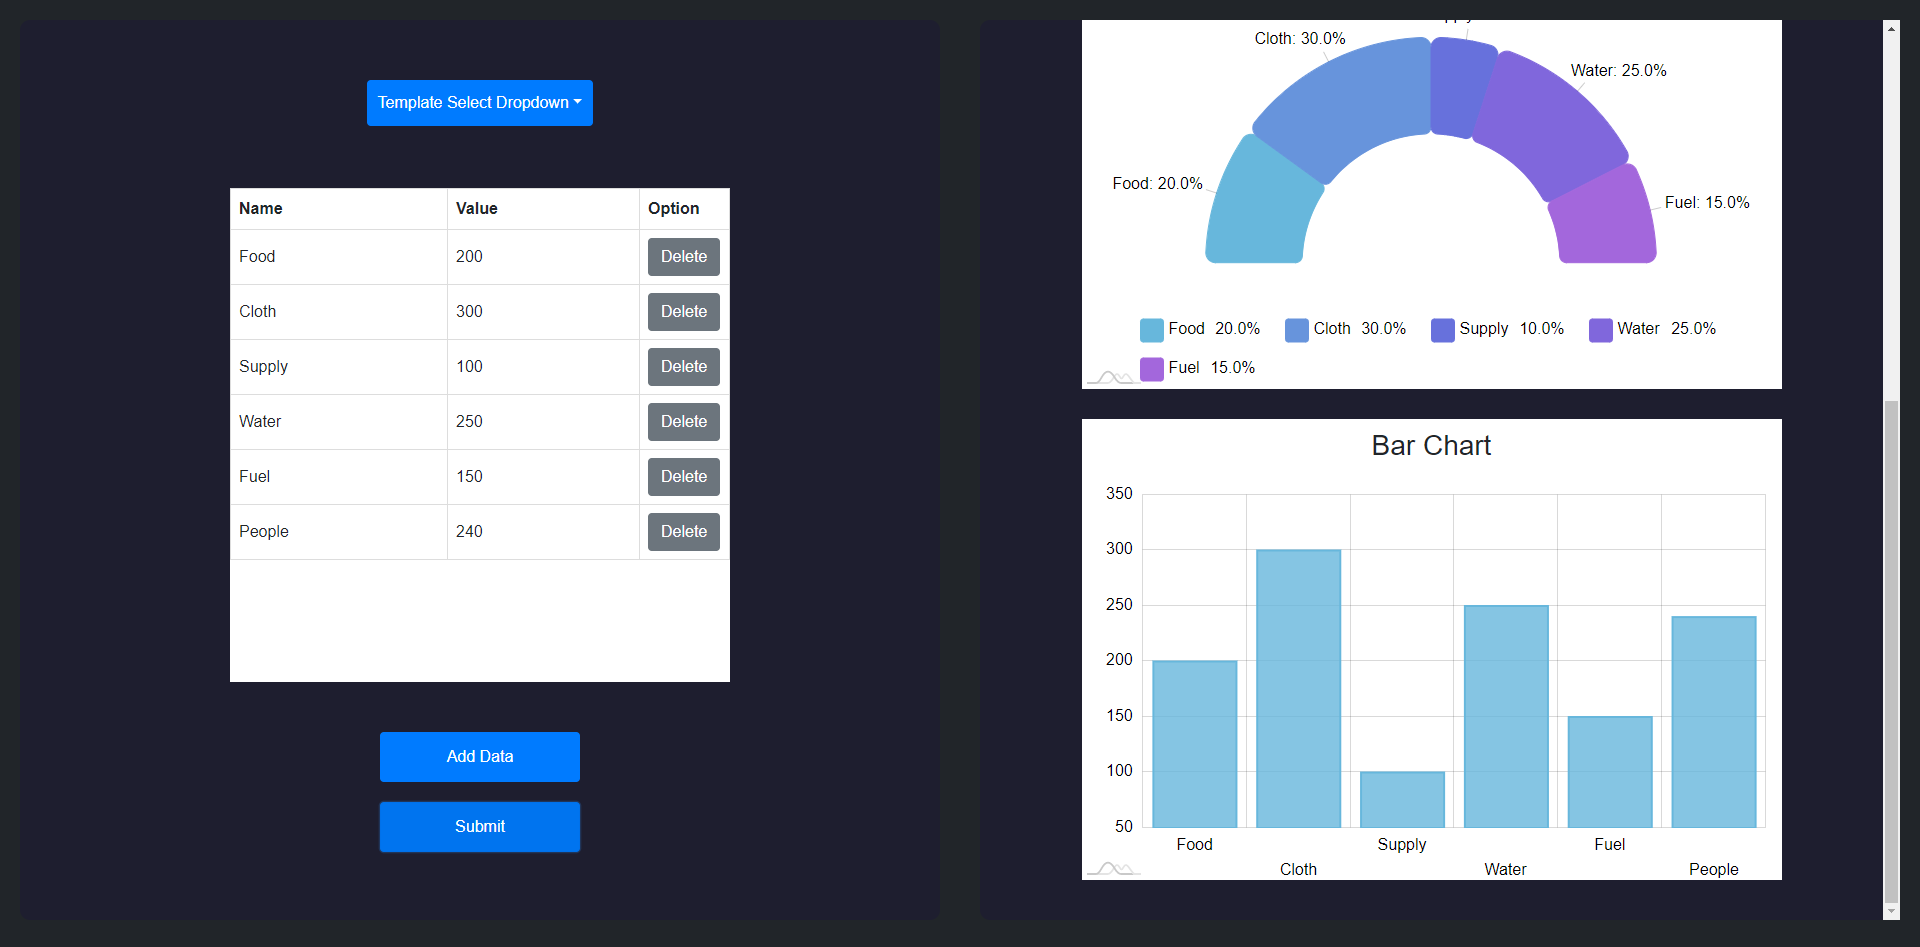 Template Select Dropdown
Name Value Option
Food 200 Delete
Cloth 300 Delete
Supply 100 Delete
Water 250 Delete
Fuel 150 Delete
People 240 Delete
Add Data
Submit
Cloth: 30.0%
Water: 25.0%
Food: 20.0%
Fuel: 15.0%
Food 20.0% Cloth 30.0% Supply 10.0% Water 25.0%
Fuel 15.0%
Bar Chart
350
300
250
200
150
100
50
Food Supply Fuel
Cloth Water People